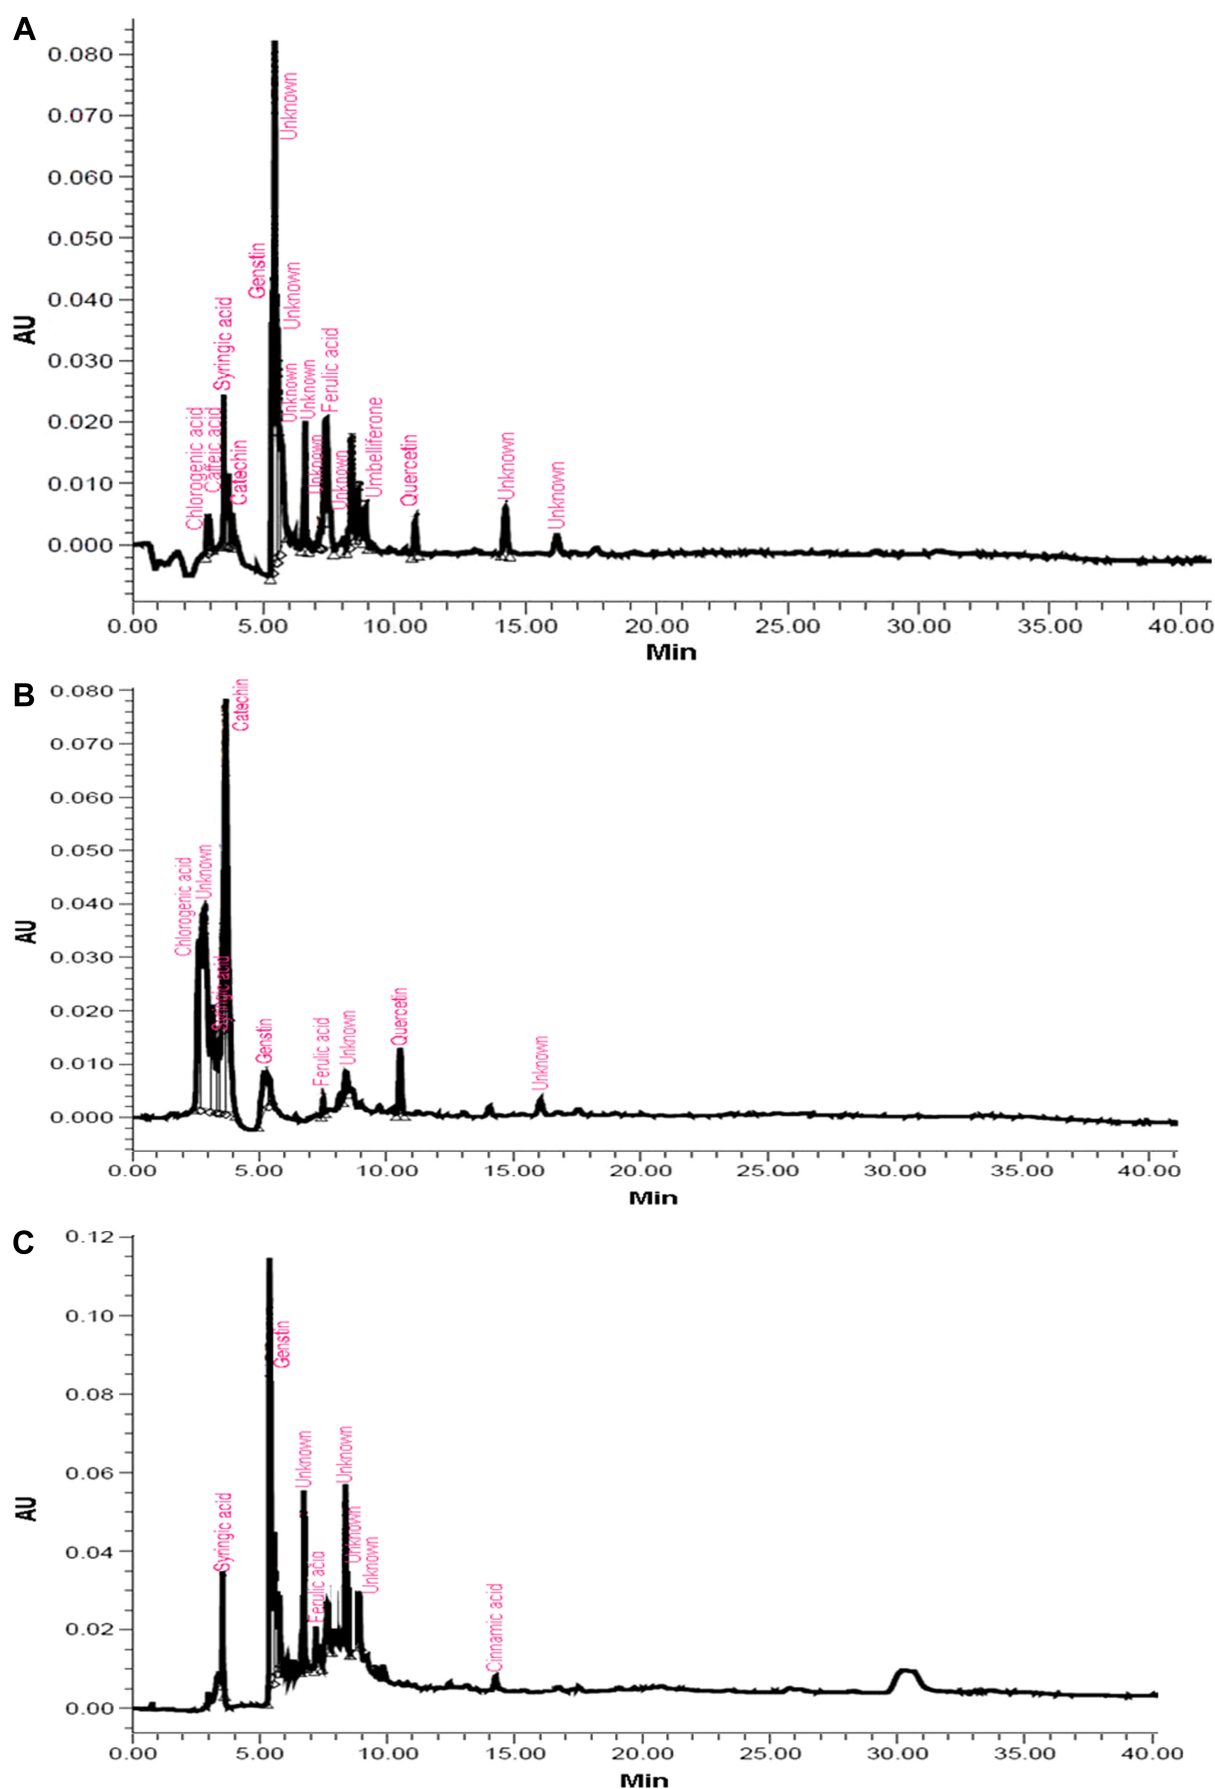 A
0.080
0.070
0.060
0.050
0.040
0.030
0.020
0.010
0.000
AU
Chlorogenic acid
Caffeic acid
Syringic acid
Catechin
Genstin
Unknown
Unknown
Unknown
Unknown
Unknown
Ferulic acid
Unknown
Umbelliferone
Quercetin
Unknown
Unknown
0.00 5.00 10.00 15.00 20.00 25.00 30.00 35.00 40.00
Min
B
0.080
0.070
0.060
0.050
0.040
0.030
0.020
0.010
0.000
AU
Chlorogenic acid
Unknown
Syringic acid
Catechin
Genstin
Ferulic acid
Unknown
Quercetin
Unknown
0.00 5.00 10.00 15.00 20.00 25.00 30.00 35.00 40.00
Min
C
0.12
0.10
0.08
0.06
0.04
0.02
0.00
AU
Syringic acid
Genstin
Unknown
Ferulic acid
Unknown
Unknown
Unknown
Cinnamic acid
0.00 5.00 10.00 15.00 20.00 25.00 30.00 35.00 40.00
Min